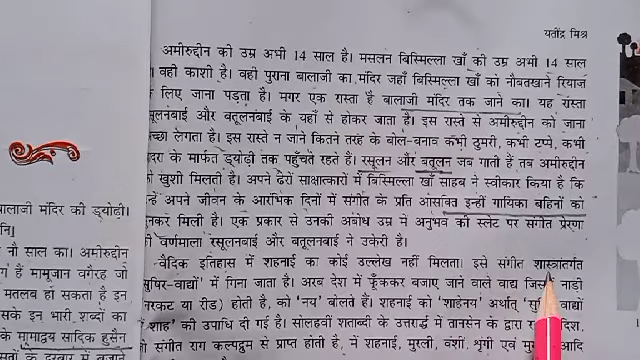 यतींद्र मिश्र
अमीरुद्दीन की उम्र अभी 14 साल है। मसलन बिस्मिल्ला खाँ की उम्र अभी 14 साल
वही काशी है। वही पुराना बालाजी का मंदिर जहाँ बिस्मिल्ला खाँ को नौबतखाने रियाज़
लिए जाना पड़ता है। मगर एक रास्ता है बालाजी मंदिर तक जाने का। यह रास्ता
सूलनबाई और बतूलनबाई के यहाँ से होकर जाता है। इस रास्ते से अमीरुद्दीन को जाना
च्छा लगता है। इस रास्ते न जाने कितने तरह के बोल-बनाव कभी ठुमरी, कभी टप्पे, कभी
दरा के मार्फत ड्योढ़ी तक पहुँचते रहते हैं। रसूलन और बतूलन जब गाती हैं तब अमीरुद्दीन
खुशी मिलती है। अपने ढेरों साक्षात्कारों में बिस्मिल्ला खाँ साहब ने स्वीकार किया है कि
न्हें अपने जीवन के आरंभिक दिनों में संगीत के प्रति आसक्ति इन्हीं गायिका बहिनों को
नकर मिली है। एक प्रकार से उनकी अबोध उम्र में अनुभव की स्लेट पर संगीत प्रेरणा
वर्णमाला रसूलनबाई और बतूलनबाई ने उकेरी है।
वैदिक इतिहास में शहनाई का कोई उल्लेख नहीं मिलता। इसे संगीत शास्त्रांतर्गत
सुषिर-वाद्यों' में गिना जाता है। अरब देश में फूँककर बजाए जाने वाले वाद्य जिस नाड़ी
नरकट या रीड) होती है, को 'नय' बोलते हैं। शहनाई को 'शाहेनय' अर्थात् वाद्यों
शाह' की उपाधि दी गई है। सोलहवीं शताब्दी के उत्तरार्द्ध में तानसेन के द्वारा
संगीत राग कल्पद्रुम से प्राप्त होती है, में शहनाई, मुरली, वंशी, शृंगी एवं आदि
बालाजी मंदिर की ड्योढ़ी।
नौ साल का। अमीरुद्दीन
हैं मामूजान वगैरह जो
मतलब हो सकता है इन
सके इन भारी शब्दों का
के मामाद्वय सादिक हुसैन